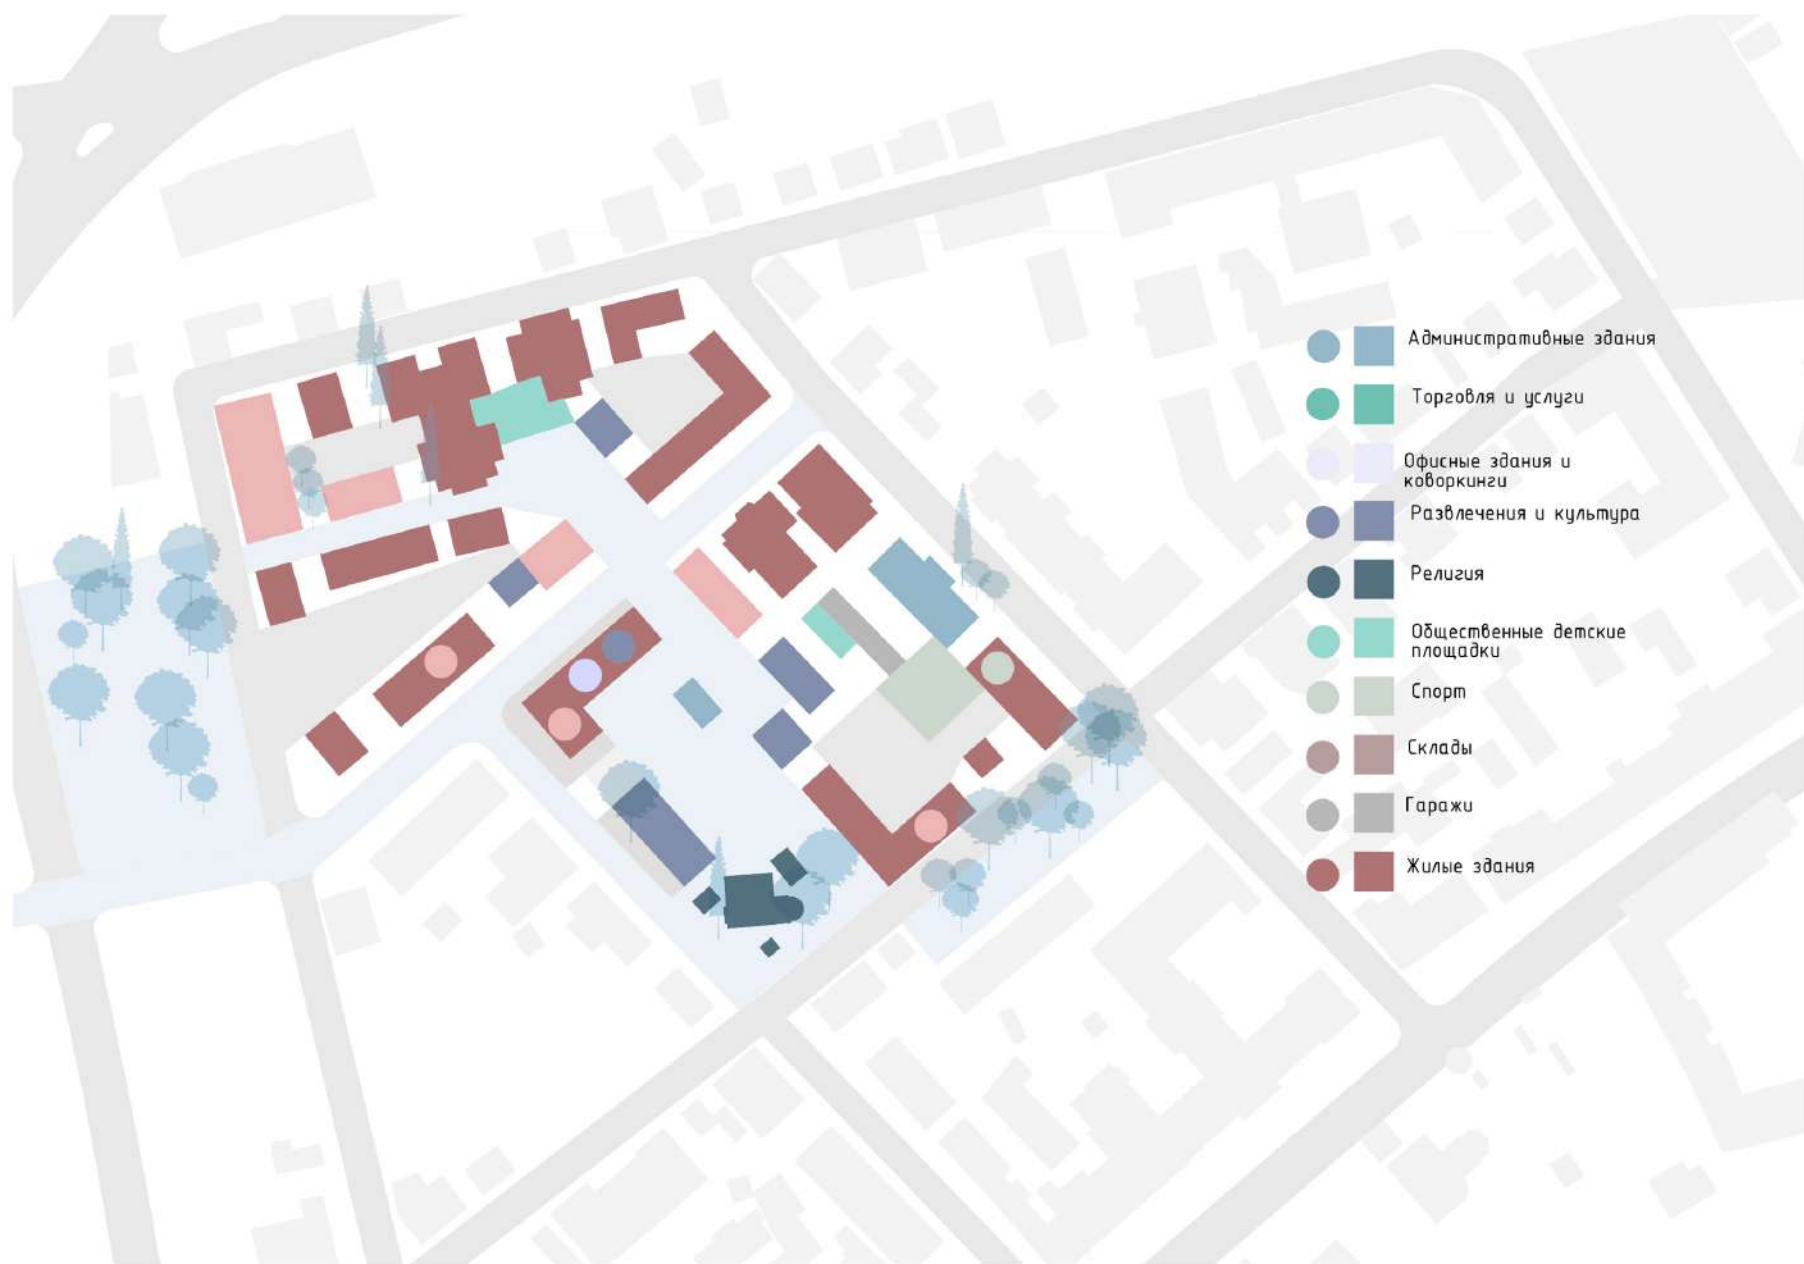 Административные здания
Торговля и услуги
Офисные здания и
коворкинги
Развлечения и культура
Религия
Общественные детские
площадки
Спорт
Склады
Гаражи
Жилые здания